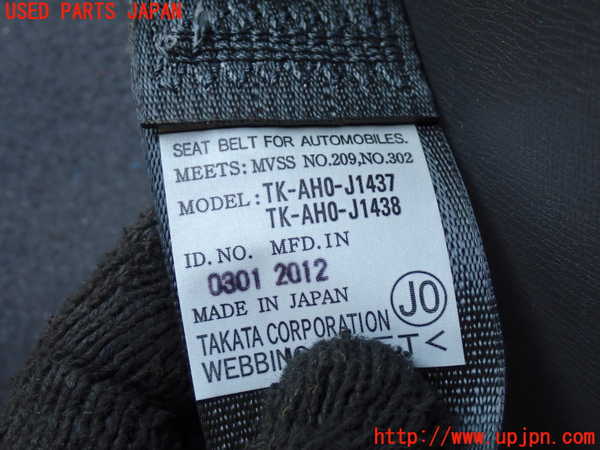 USED PARTS JAPAN
SEAT BELT FOR AUTOMOBILES.
MEETS: MVSS NO.209, NO.302
MODEL: TK-AH0-J1437
TK-AH0-J1438
ID. NO. MFD. IN
0301 2012
MADE IN JAPAN
JO
TAKATA CORPORATION
http://www.upjpn.com/